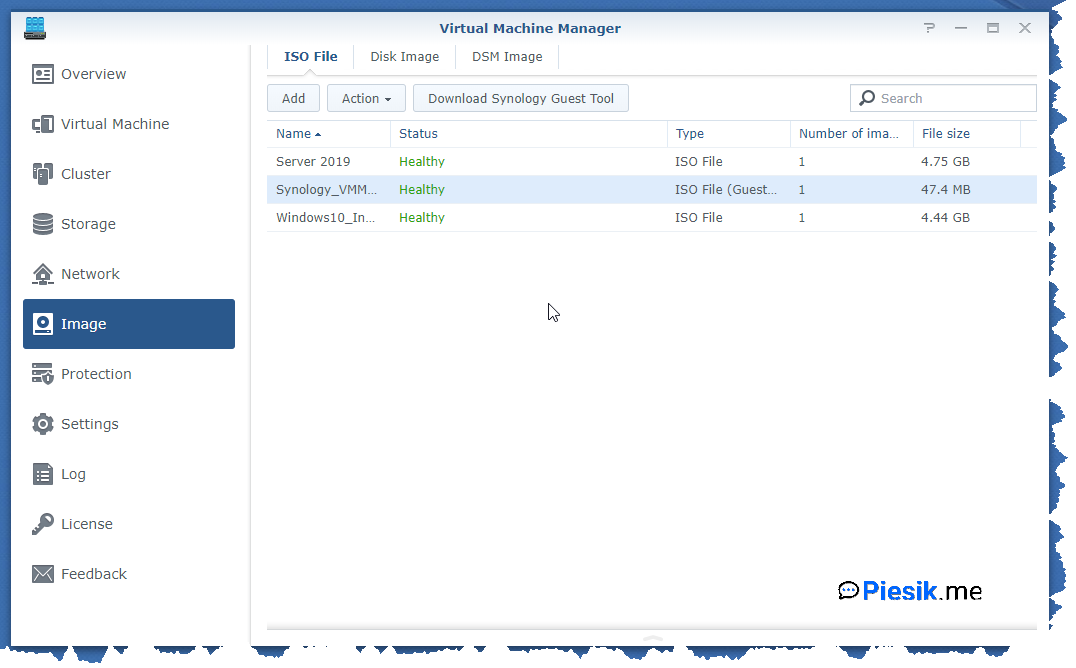 Virtual Machine Manager
Overview
Virtual Machine
Cluster
Storage
Network
Image
Protection
Settings
Log
License
Feedback
ISO File Disk Image DSM Image
Add Action Download Synology Guest Tool Search
Name Status Type Number of ima... File size
Server 2019 Healthy ISO File 1 4.75 GB
Synology_VMM... Healthy ISO File (Guest... 1 47.4 MB
Windows10_In... Healthy ISO File 1 4.44 GB
Piesik.me